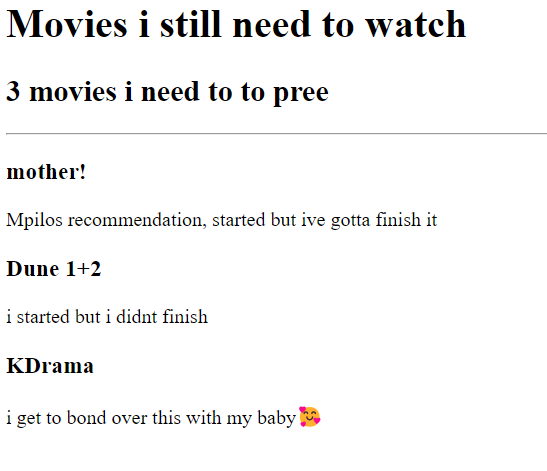 Movies i still need to watch
3 movies i need to to pree
mother!
Mpilos recommendation, started but ive gotta finish it
Dune 1+2
i started but i didnt finish
KDrama
i get to bond over this with my baby🥰